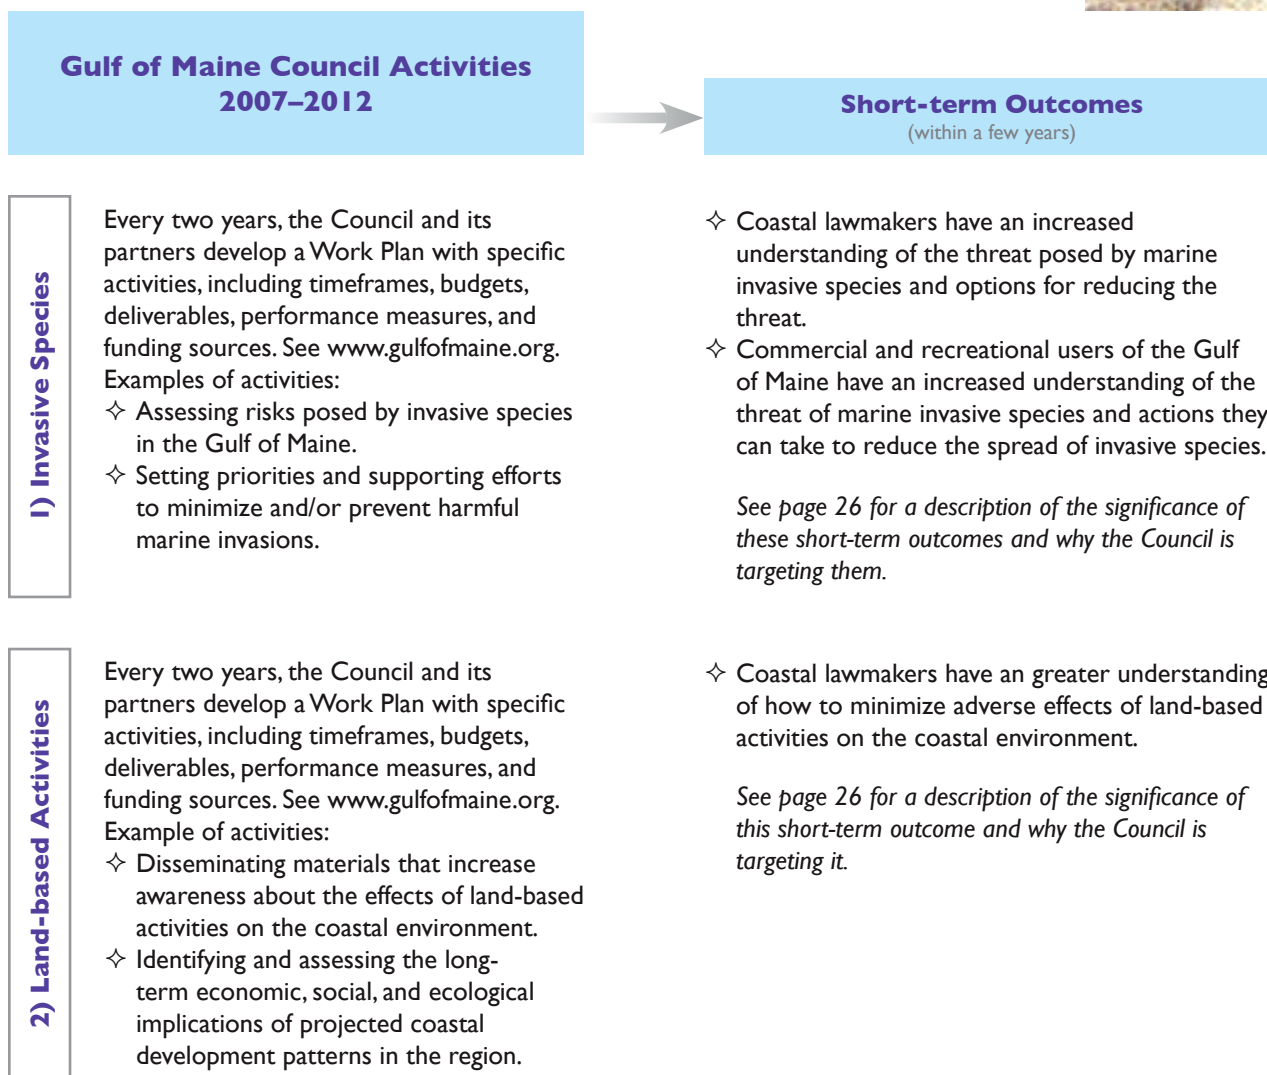 Gulf of Maine Council Activities
2007–2012
Short-term Outcomes
(within a few years)
1) Invasive Species
Every two years, the Council and its
partners develop a Work Plan with specific
activities, including timeframes, budgets,
deliverables, performance measures, and
funding sources. See www.gulfofmaine.org.
Examples of activities:
✧ Assessing risks posed by invasive species
in the Gulf of Maine.
✧ Setting priorities and supporting efforts
to minimize and/or prevent harmful
marine invasions.
✧ Coastal lawmakers have an increased
understanding of the threat posed by marine
invasive species and options for reducing the
threat.
✧ Commercial and recreational users of the Gulf
of Maine have an increased understanding of the
threat of marine invasive species and actions they
can take to reduce the spread of invasive species.
See page 26 for a description of the significance of
these short-term outcomes and why the Council is
targeting them.
2) Land-based Activities
Every two years, the Council and its
partners develop a Work Plan with specific
activities, including timeframes, budgets,
deliverables, performance measures, and
funding sources. See www.gulfofmaine.org.
Example of activities:
✧ Disseminating materials that increase
awareness about the effects of land-based
activities on the coastal environment.
✧ Identifying and assessing the long-
term economic, social, and ecological
implications of projected coastal
development patterns in the region.
✧ Coastal lawmakers have an greater understanding
of how to minimize adverse effects of land-based
activities on the coastal environment.
See page 26 for a description of the significance of
this short-term outcome and why the Council is
targeting it.